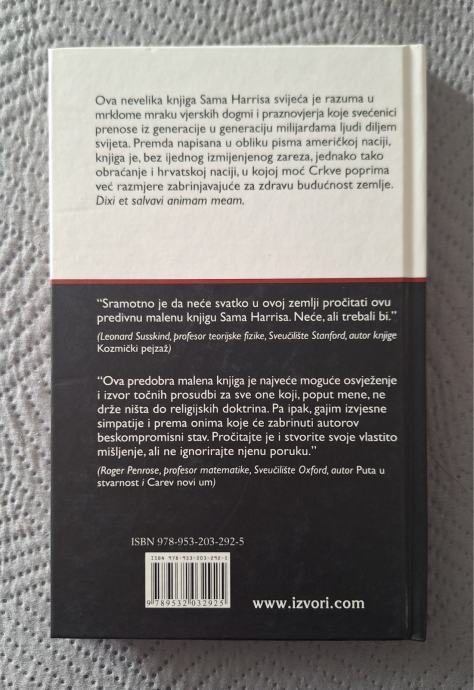 Ova nevelika knjiga Sama Harrisa svijeća je razuma u
mrklome mraku vjerskih dogmi i praznovjerja koje svećenici
prenose iz generacije u generaciju milijardama ljudi diljem
svijeta. Premda napisana u obliku pisma američkoj naciji,
knjiga je, bez ijednog izmijenjenog zareza, jednako tako
obraćanje i hrvatskoj naciji, u kojoj moć Crkve poprima
već razmjere zabrinjavajuće za zdravu budućnost zemlje.
Dixi et salvavi animam meam.
“Sramotno je da neće svatko u ovoj zemlji pročitati ovu
predivnu malenu knjigu Sama Harrisa. Neće, ali trebali bi.”
(Leonard Susskind, profesor teorijske fizike, Sveučilište Stanford, autor knjige
Kozmički pejzaž)
“Ova predobra malena knjiga je najveće moguće osvježenje
i izvor točnih prosudbi za sve one koji, poput mene, ne
drže ništa do religijskih doktrina. Pa ipak, gajim izvjesne
simpatije i prema onima koje će zabrinuti autorov
beskompromisni stav. Pročitajte je i stvorite svoje vlastito
mišljenje, ali ne ignorirajte njenu poruku.”
(Roger Penrose, profesor matematike, Sveučilište Oxford, autor Puta u
stvarnost i Carev novi um)
ISBN 978-953-203-292-5
9789532032925
www.izvori.com